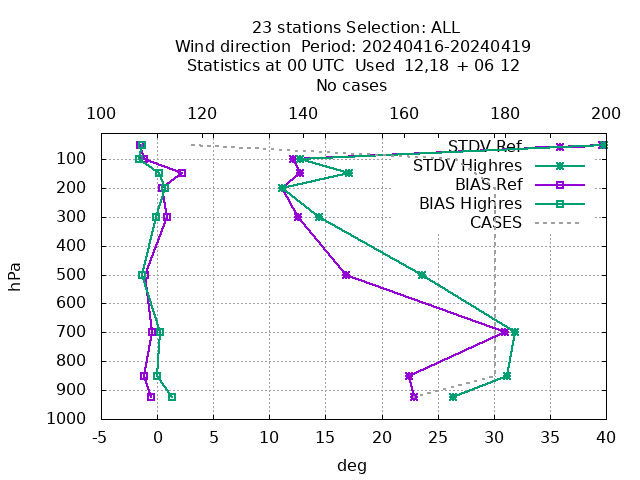 23 stations Selection: ALL
Wind direction  Period: 20240416-20240419
Statistics at 00 UTC  Used  12,18 + 06 12
No cases
100 120 140 160 180 200
STDV Ref
STDV Highres
BIAS Ref
BIAS Highres
CASES
hPa
100
200
300
400
500
600
700
800
900
1000
-5 0 5 10 15 20 25 30 35 40
deg